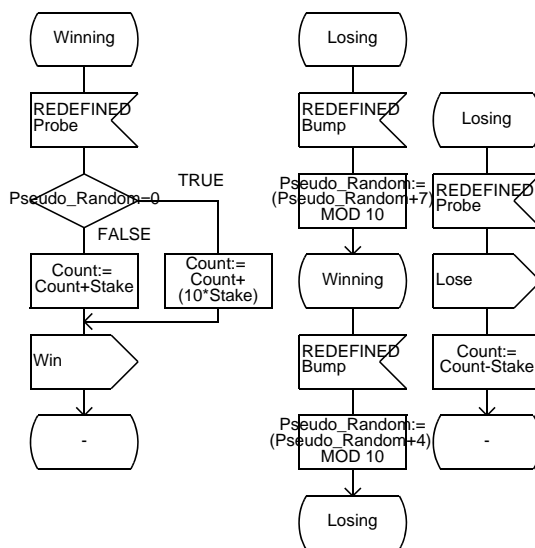 Winning
REDEFINED
Probe
Pseudo_Random=0
TRUE
FALSE
Count:=
Count+Stake
Count:=
Count+
(10*Stake)
Win
-
Losing
REDEFINED
Bump
Pseudo_Random:=
(Pseudo_Random+7)
MOD 10
Winning
REDEFINED
Bump
Pseudo_Random:=
(Pseudo_Random+4)
MOD 10
Losing
Losing
REDEFINED
Probe
Lose
Count:=
Count-Stake
-